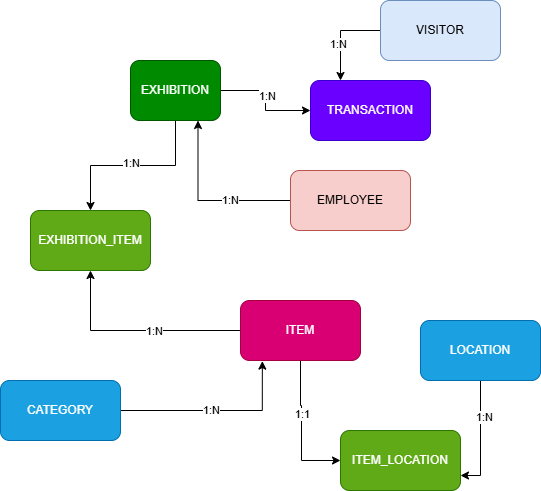 VISITOR
1:N
EXHIBITION
1:N
TRANSACTION
1:N
1:N
EMPLOYEE
EXHIBITION_ITEM
1:N
ITEM
LOCATION
CATEGORY
1:N
1:1
1:N
ITEM_LOCATION